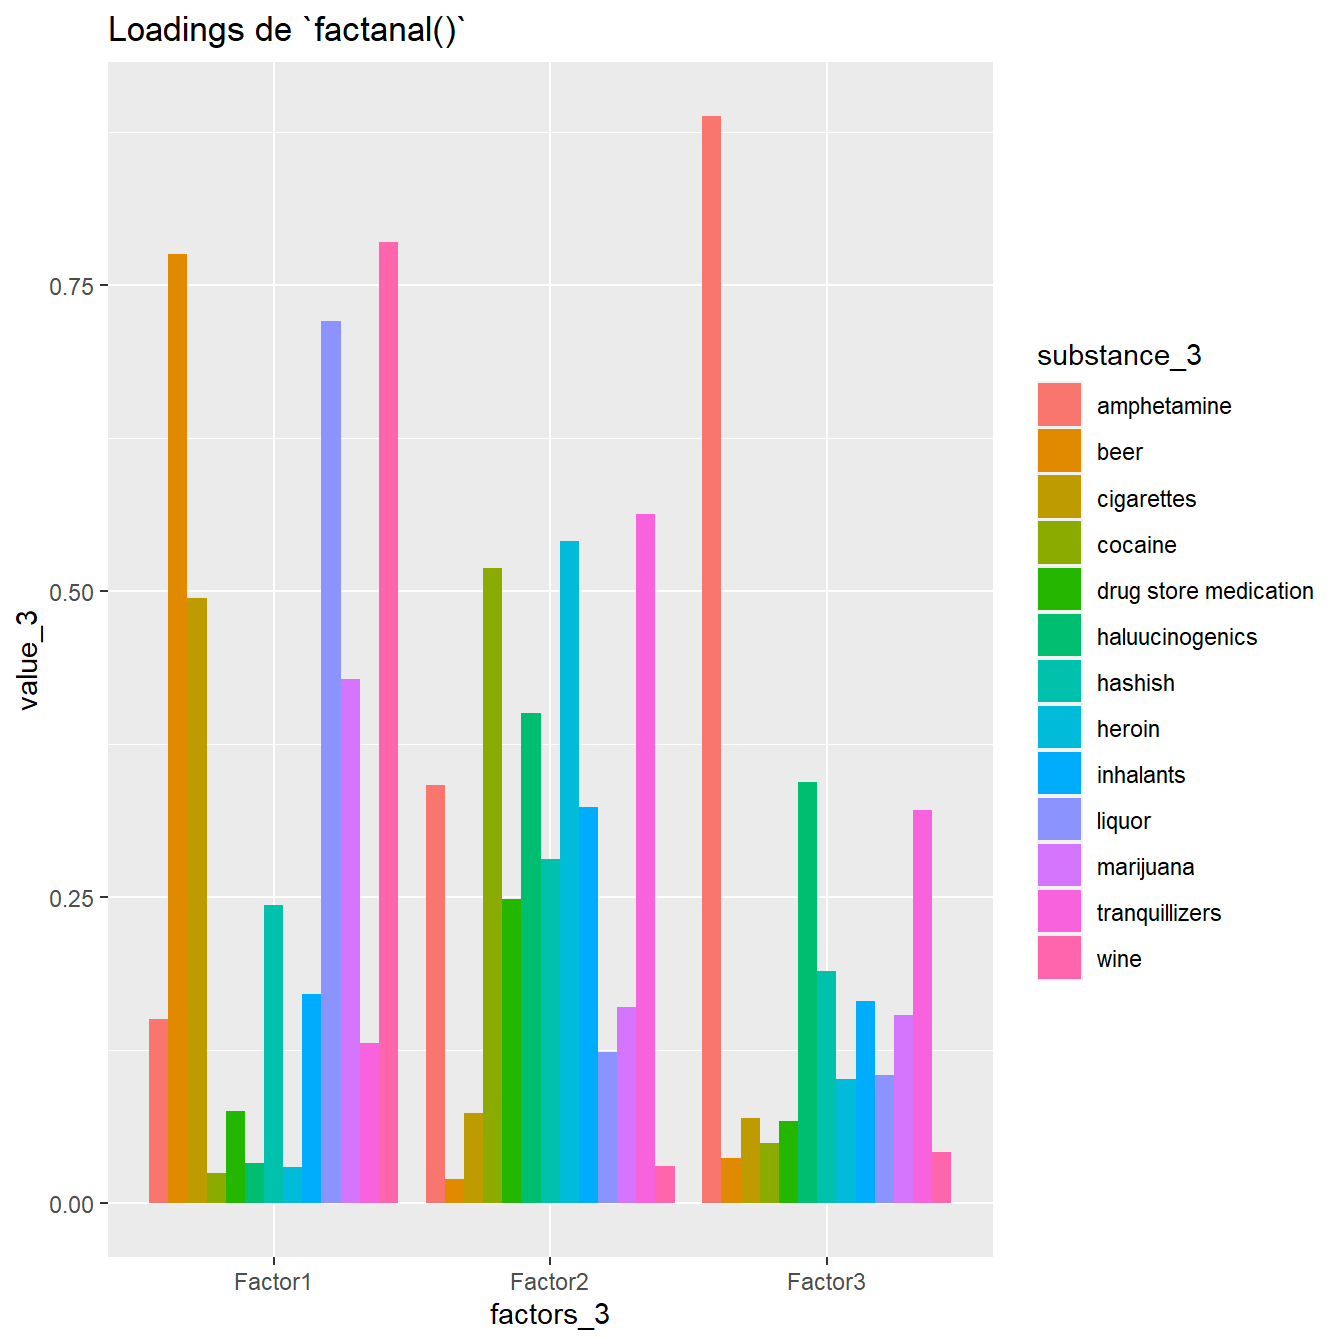 Loadings de `factanal()`
value_3
0.75
0.50
0.25
0.00
Factor1
Factor2
Factor3
factors_3
substance_3
amphetamine
beer
cigarettes
cocaine
drug store medication
haluucinogenics
hashish
heroin
inhalants
liquor
marijuana
tranquillizers
wine